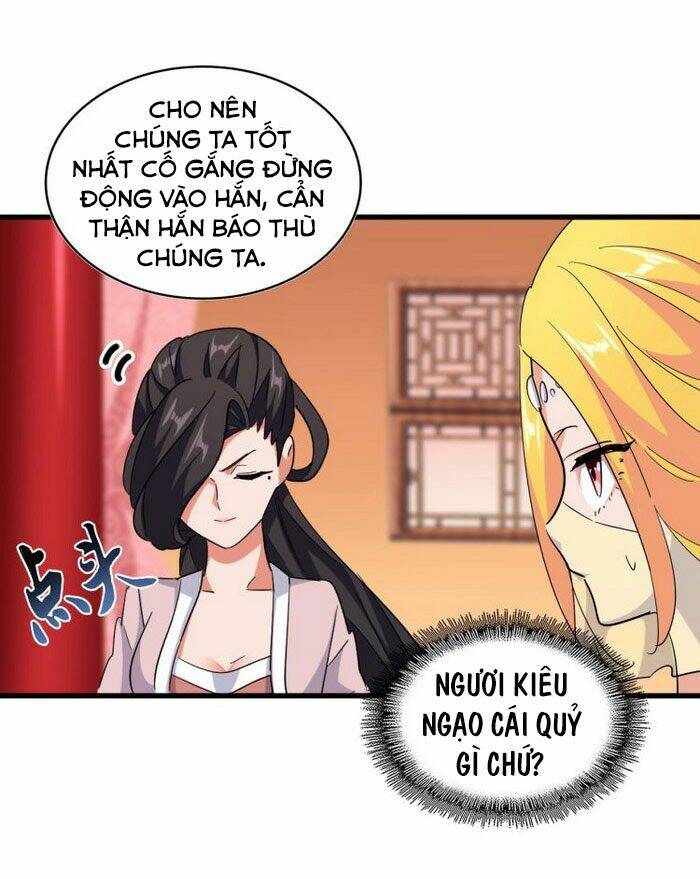 CHO NÊN
CHÚNG TA TỐT
NHẤT CỐ GẮNG ĐỪNG
ĐỘNG VÀO HẮN, CẨN
THẬN HẮN BÁO THÙ
CHÚNG TA.
点头
NGƯƠI KIÊU
NGẠO CÁI QUỶ
GÌ CHỨ?